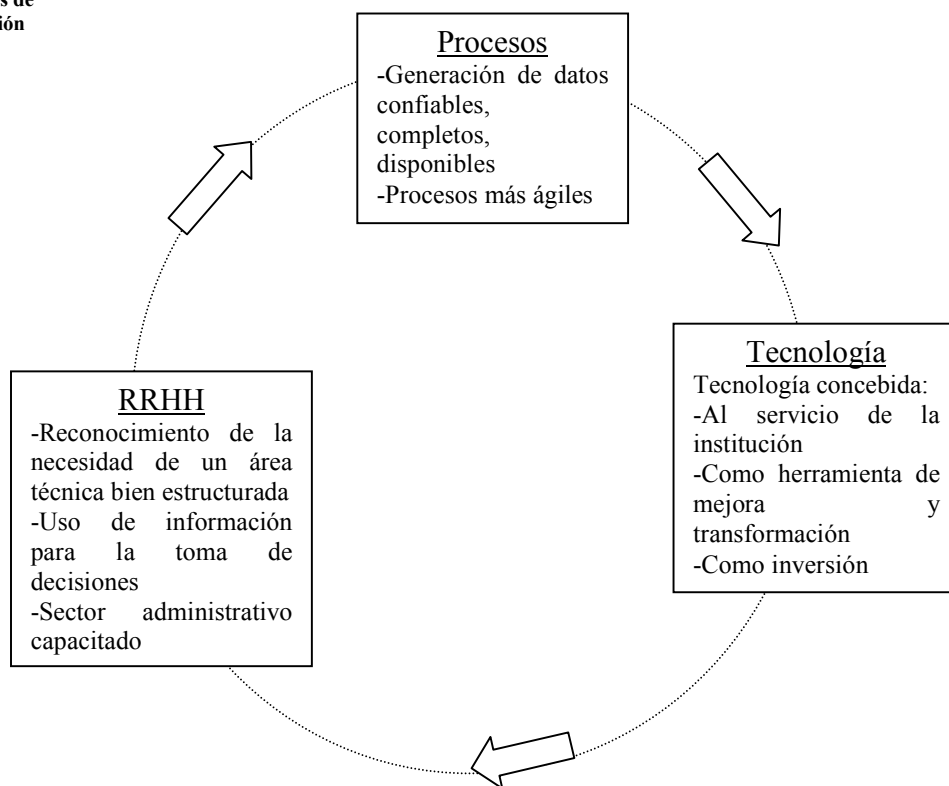 s de
ión
Procesos
-Generación de datos
confiables,
completos,
disponibles
-Procesos más ágiles
Tecnología
Tecnología concebida:
-Al servicio de la
institución
-Como herramienta de
mejora y
transformación
-Como inversión
RRHH
-Reconocimiento de la
necesidad de un área
técnica bien estructurada
-Uso de información
para la toma de
decisiones
-Sector administrativo
capacitado